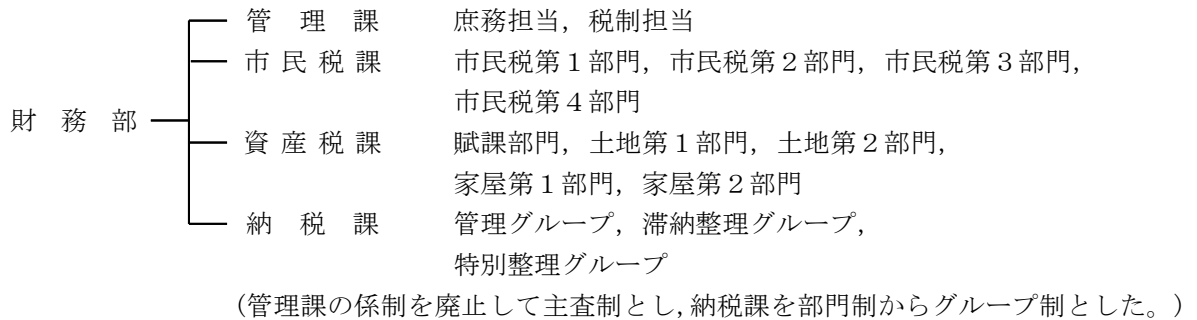 管理課 庶務担当，税制担当
市民税課 市民税第１部門，市民税第２部門，市民税第３部門，
市民税第４部門
財務部
資産税課 賦課部門，土地第１部門，土地第２部門，
家屋第１部門，家屋第２部門
納税課 管理グループ，滞納整理グループ，
特別整理グループ
(管理課の係制を廃止して主査制とし,納税課を部門制からグループ制とした。)